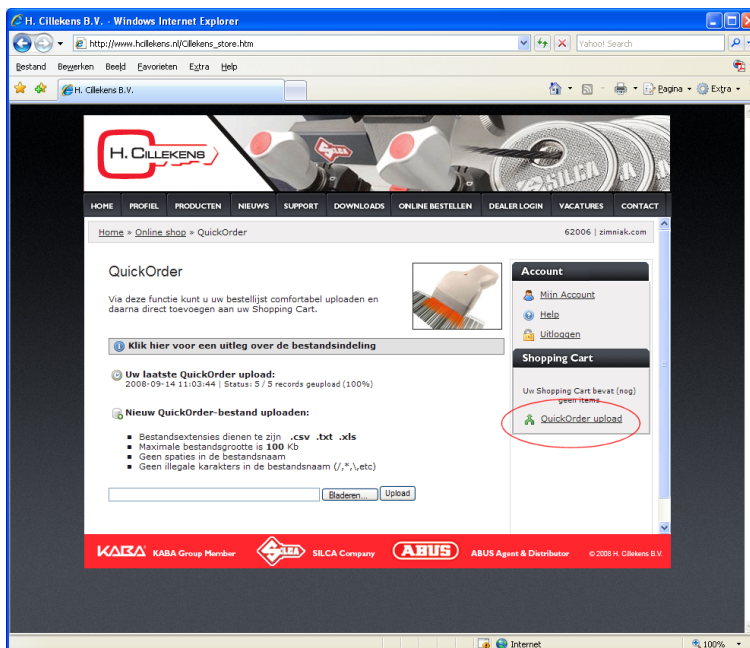 H. Cillekens B.V. - Windows Internet Explorer
http://www.hcillekens.nl/Cillekens_store.htm
Yahoo! Search
Bestand Bewerken Beeld Favorieten Extra Help
H. Cillekens B.V.
Pagina
Extra
H. CILLEKENS
SILCA
SILCA
HOME PROFIEL PRODUCTEN NIEUWS SUPPORT DOWNLOADS ONLINE BESTELLEN DEALER LOGIN VACATURES CONTACT
Home » Online shop » QuickOrder
62006 | zimniak.com
QuickOrder
Via deze functie kunt u uw bestellijst comfortabel uploaden en
daarna direct toevoegen aan uw Shopping Cart.
Klik hier voor een uitleg over de bestandsindeling
Uw laatste QuickOrder upload:
2008-09-14 11:03:44 | Status: 5 / 5 records geupload (100%)
Nieuw QuickOrder-bestand uploaden:
Bestandsextensies dienen te zijn .csv .txt .xls
Maximale bestandsgrootte is 100 Kb
Geen spaties in de bestandsnaam
Geen illegale karakters in de bestandsnaam (/,*,\,etc)
Bladeren... Upload
Account
Mijn Account
Help
Uitloggen
Shopping Cart
Uw Shopping Cart bevat (nog)
geen items
QuickOrder upload
KABA KABA Group Member SILCA SILCA Company ABUS ABUS Agent & Distributor © 2008 H. Cillekens B.V.
Internet
100%